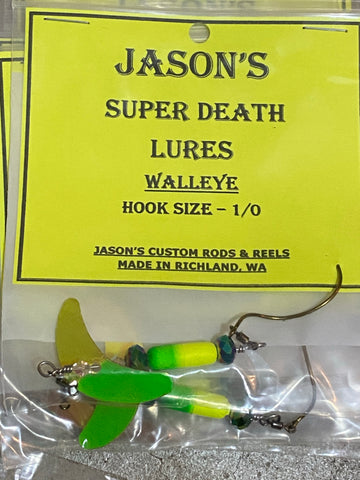 JASON'S
SUPER DEATH
LURES
WALLEYE
HOOK SIZE – 1/0
JASON'S CUSTOM RODS & REELS
MADE IN RICHLAND, WA